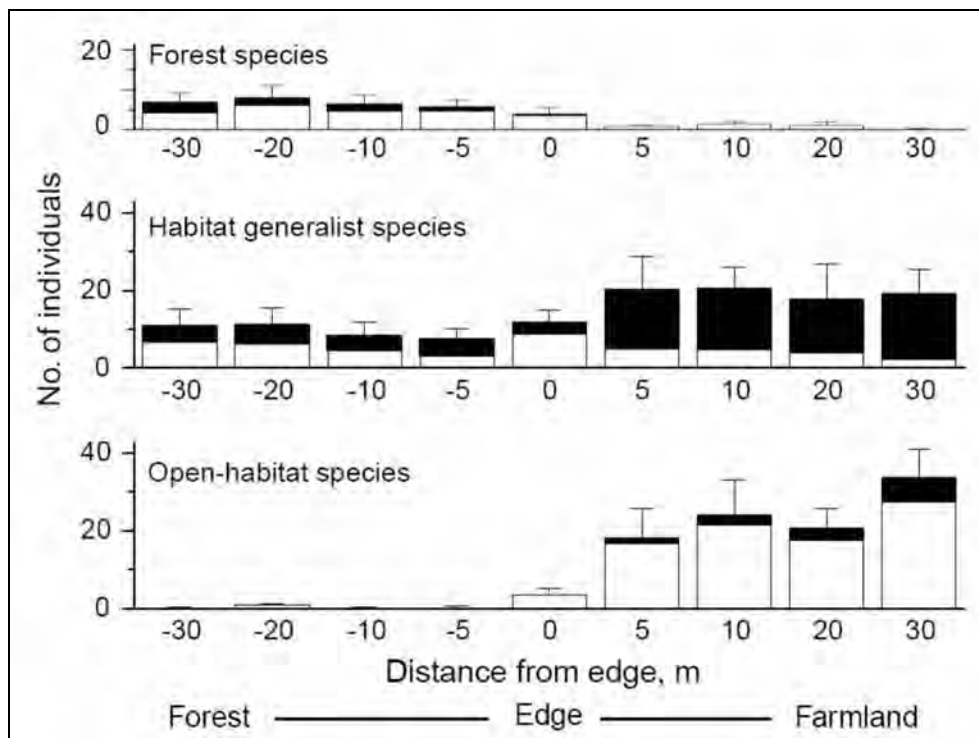 No. of individuals
20
Forest species
0
-30 -20 -10 -5 0 5 10 20 30
40
Habitat generalist species
20
0
-30 -20 -10 -5 0 5 10 20 30
40
Open-habitat species
20
0
-30 -20 -10 -5 0 5 10 20 30
Distance from edge, m
Forest Edge Farmland